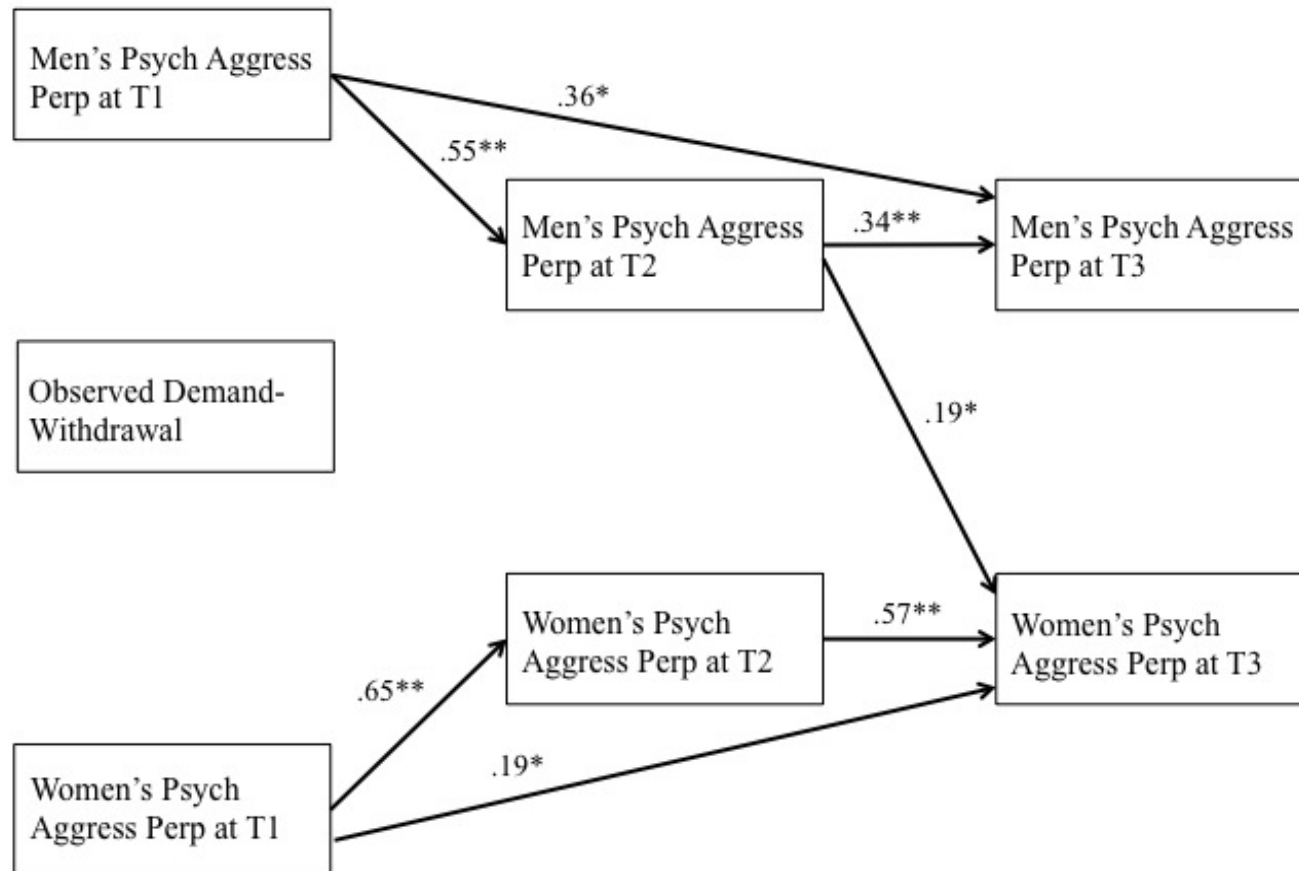 Men’s Psych Aggress
Perp at T1
.36*
.55**
Men’s Psych Aggress
Perp at T2
.34**
Men’s Psych Aggress
Perp at T3
Observed Demand-
Withdrawal
.19*
Women’s Psych
Aggress Perp at T2
.57**
Women’s Psych
Aggress Perp at T3
.65**
.19*
Women’s Psych
Aggress Perp at T1